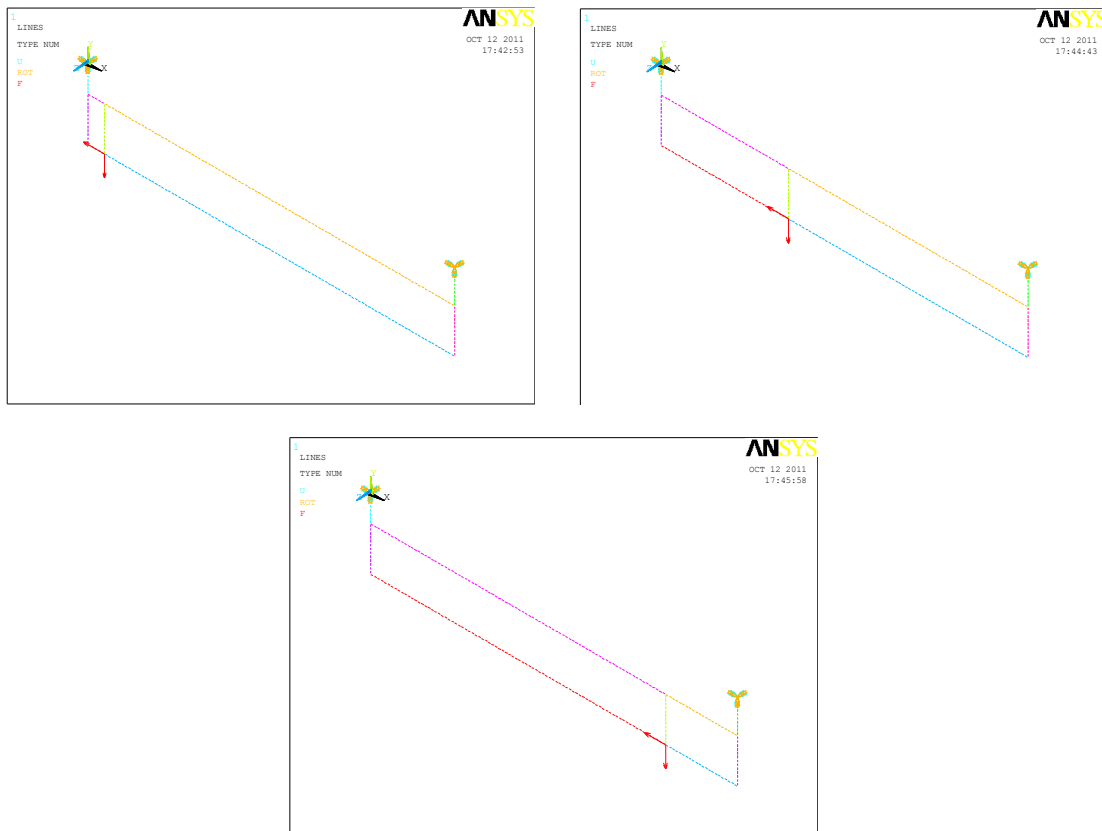 1
ANSYS
LINES
OCT 12 2011
TYPE NUM
17:42:53
U
ROT
F
Y
Z
X
1
ANSYS
LINES
OCT 12 2011
TYPE NUM
17:44:43
U
ROT
F
Y
Z
X
1
ANSYS
LINES
OCT 12 2011
TYPE NUM
17:45:58
U
ROT
F
Y
Z
X